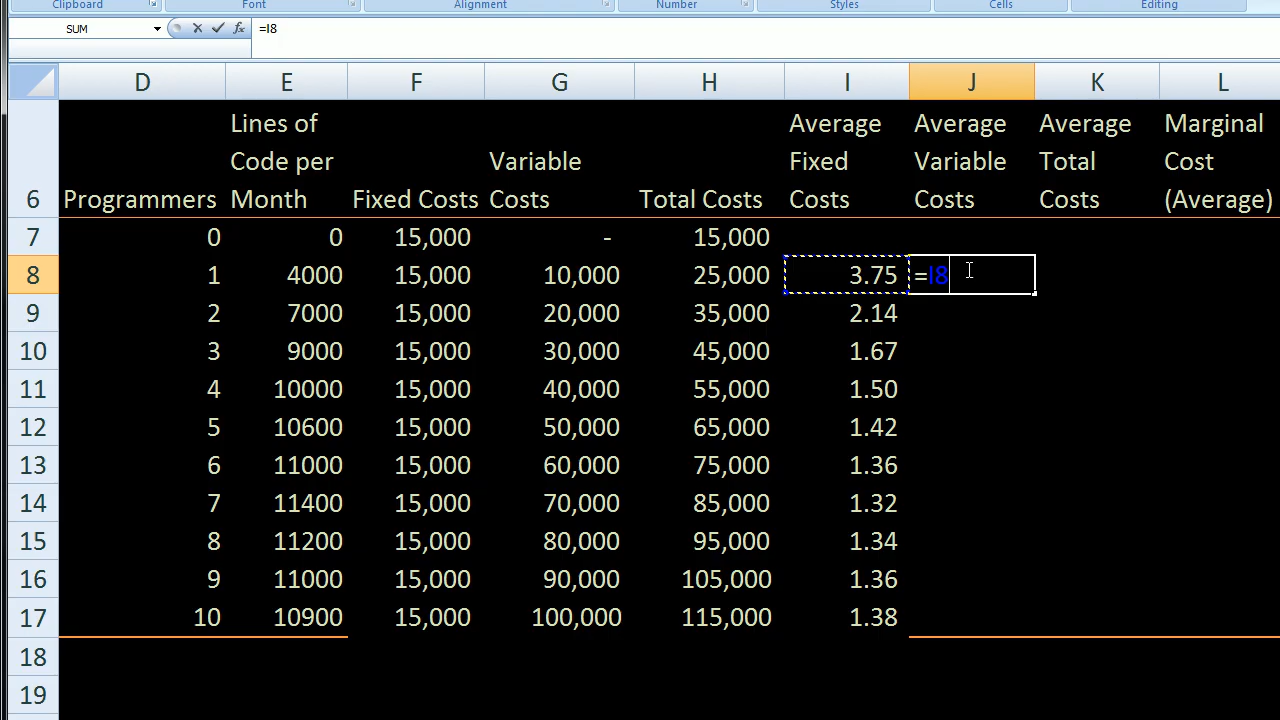 Clipboard Font Alignment Number Styles Cells Editing
SUM =I8
D E F G H I J K L
Lines of Average Average Average Marginal
Code per Variable Fixed Variable Total Cost
6 Programmers Month Fixed Costs Costs Total Costs Costs Costs Costs (Average)
7 0 0 15,000 - 15,000
8 1 4000 15,000 10,000 25,000 3.75 =I8
9 2 7000 15,000 20,000 35,000 2.14
10 3 9000 15,000 30,000 45,000 1.67
11 4 10000 15,000 40,000 55,000 1.50
12 5 10600 15,000 50,000 65,000 1.42
13 6 11000 15,000 60,000 75,000 1.36
14 7 11400 15,000 70,000 85,000 1.32
15 8 11200 15,000 80,000 95,000 1.34
16 9 11000 15,000 90,000 105,000 1.36
17 10 10900 15,000 100,000 115,000 1.38
18
19